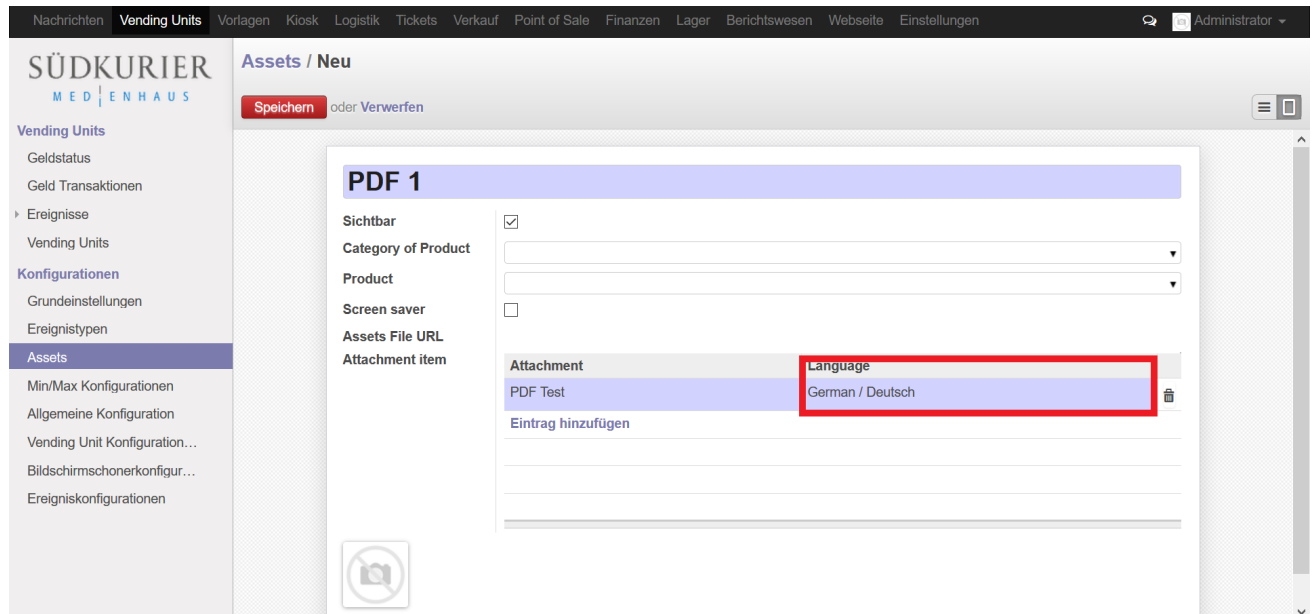 Nachrichten Vending Units Vorlagen Kiosk Logistik Tickets Verkauf Point of Sale Finanzen Lager Berichtswesen Webseite Einstellungen Administrator
SÜDKURIER
MEDIENHAUS
Vending Units
Geldstatus
Geld Transaktionen
Ereignisse
Vending Units
Konfigurationen
Grundeinstellungen
Ereignistypen
Assets
Min/Max Konfigurationen
Allgemeine Konfiguration
Vending Unit Konfiguration…
Bildschirmschonerkonfigur…
Ereigniskonfigurationen
Assets / Neu
Speichern oder Verwerfen
PDF 1
Sichtbar
Category of Product
Product
Screen saver
Assets File URL
Attachment item
Attachment Language
PDF Test German / Deutsch
Eintrag hinzufügen